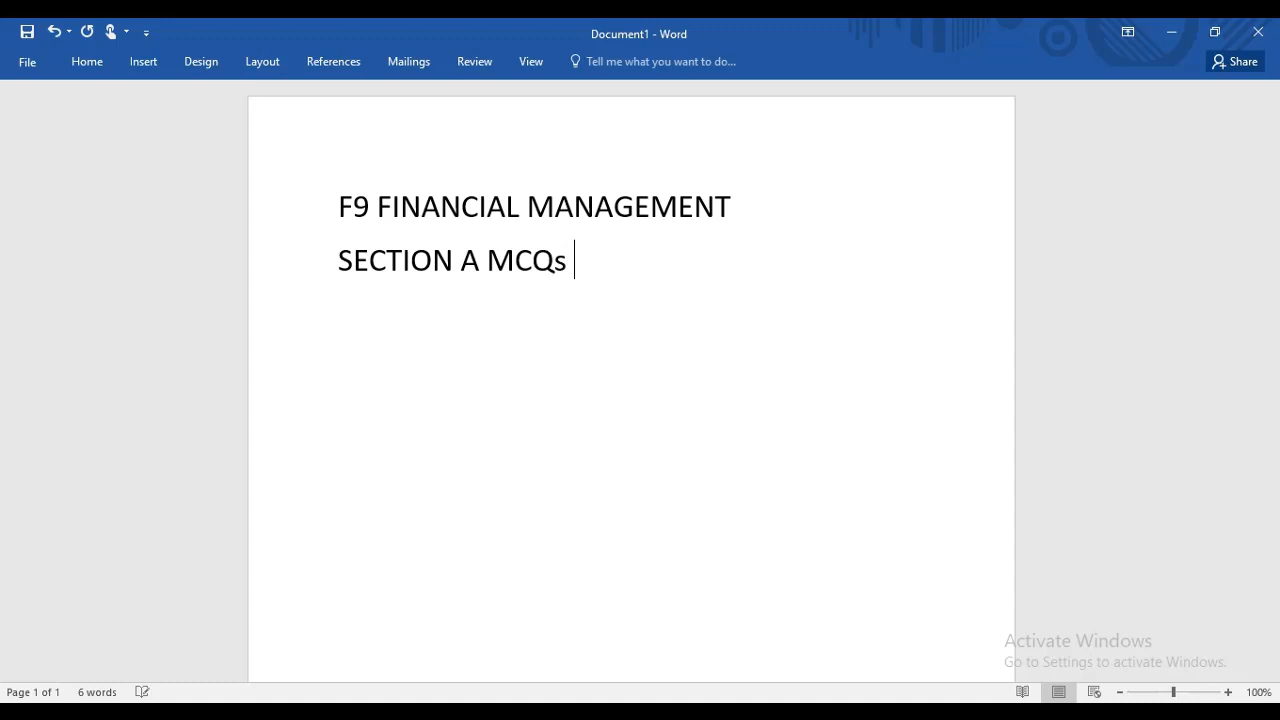 Document1 - Word
File Home Insert Design Layout References Mailings Review View Tell me what you want to do... Share
F9 FINANCIAL MANAGEMENT
SECTION A MCQs
Activate Windows
Go to Settings to activate Windows.
Page 1 of 1 6 words 100%